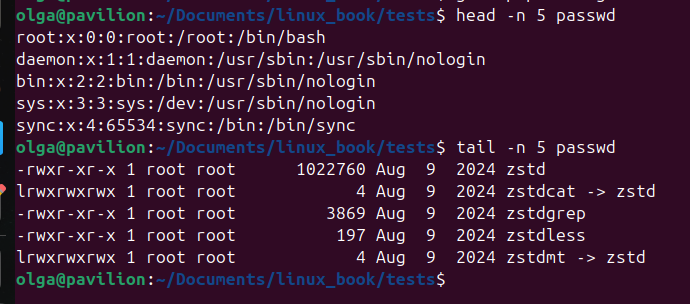 olga@pavilion:~/Documents/linux_book/tests$ head -n 5 passwd
root:x:0:0:root:/root:/bin/bash
daemon:x:1:1:daemon:/usr/sbin:/usr/sbin/nologin
bin:x:2:2:bin:/bin:/usr/sbin/nologin
sys:x:3:3:sys:/dev:/usr/sbin/nologin
sync:x:4:65534:sync:/bin:/bin/sync
olga@pavilion:~/Documents/linux_book/tests$ tail -n 5 passwd
-rwxr-xr-x 1 root root     1022760 Aug  9  2024 zstd
lrwxrwxrwx 1 root root           4 Aug  9  2024 zstdcat -> zstd
-rwxr-xr-x 1 root root        3869 Aug  9  2024 zstdgrep
-rwxr-xr-x 1 root root         197 Aug  9  2024 zstdless
lrwxrwxrwx 1 root root           4 Aug  9  2024 zstdmt -> zstd
olga@pavilion:~/Documents/linux_book/tests$